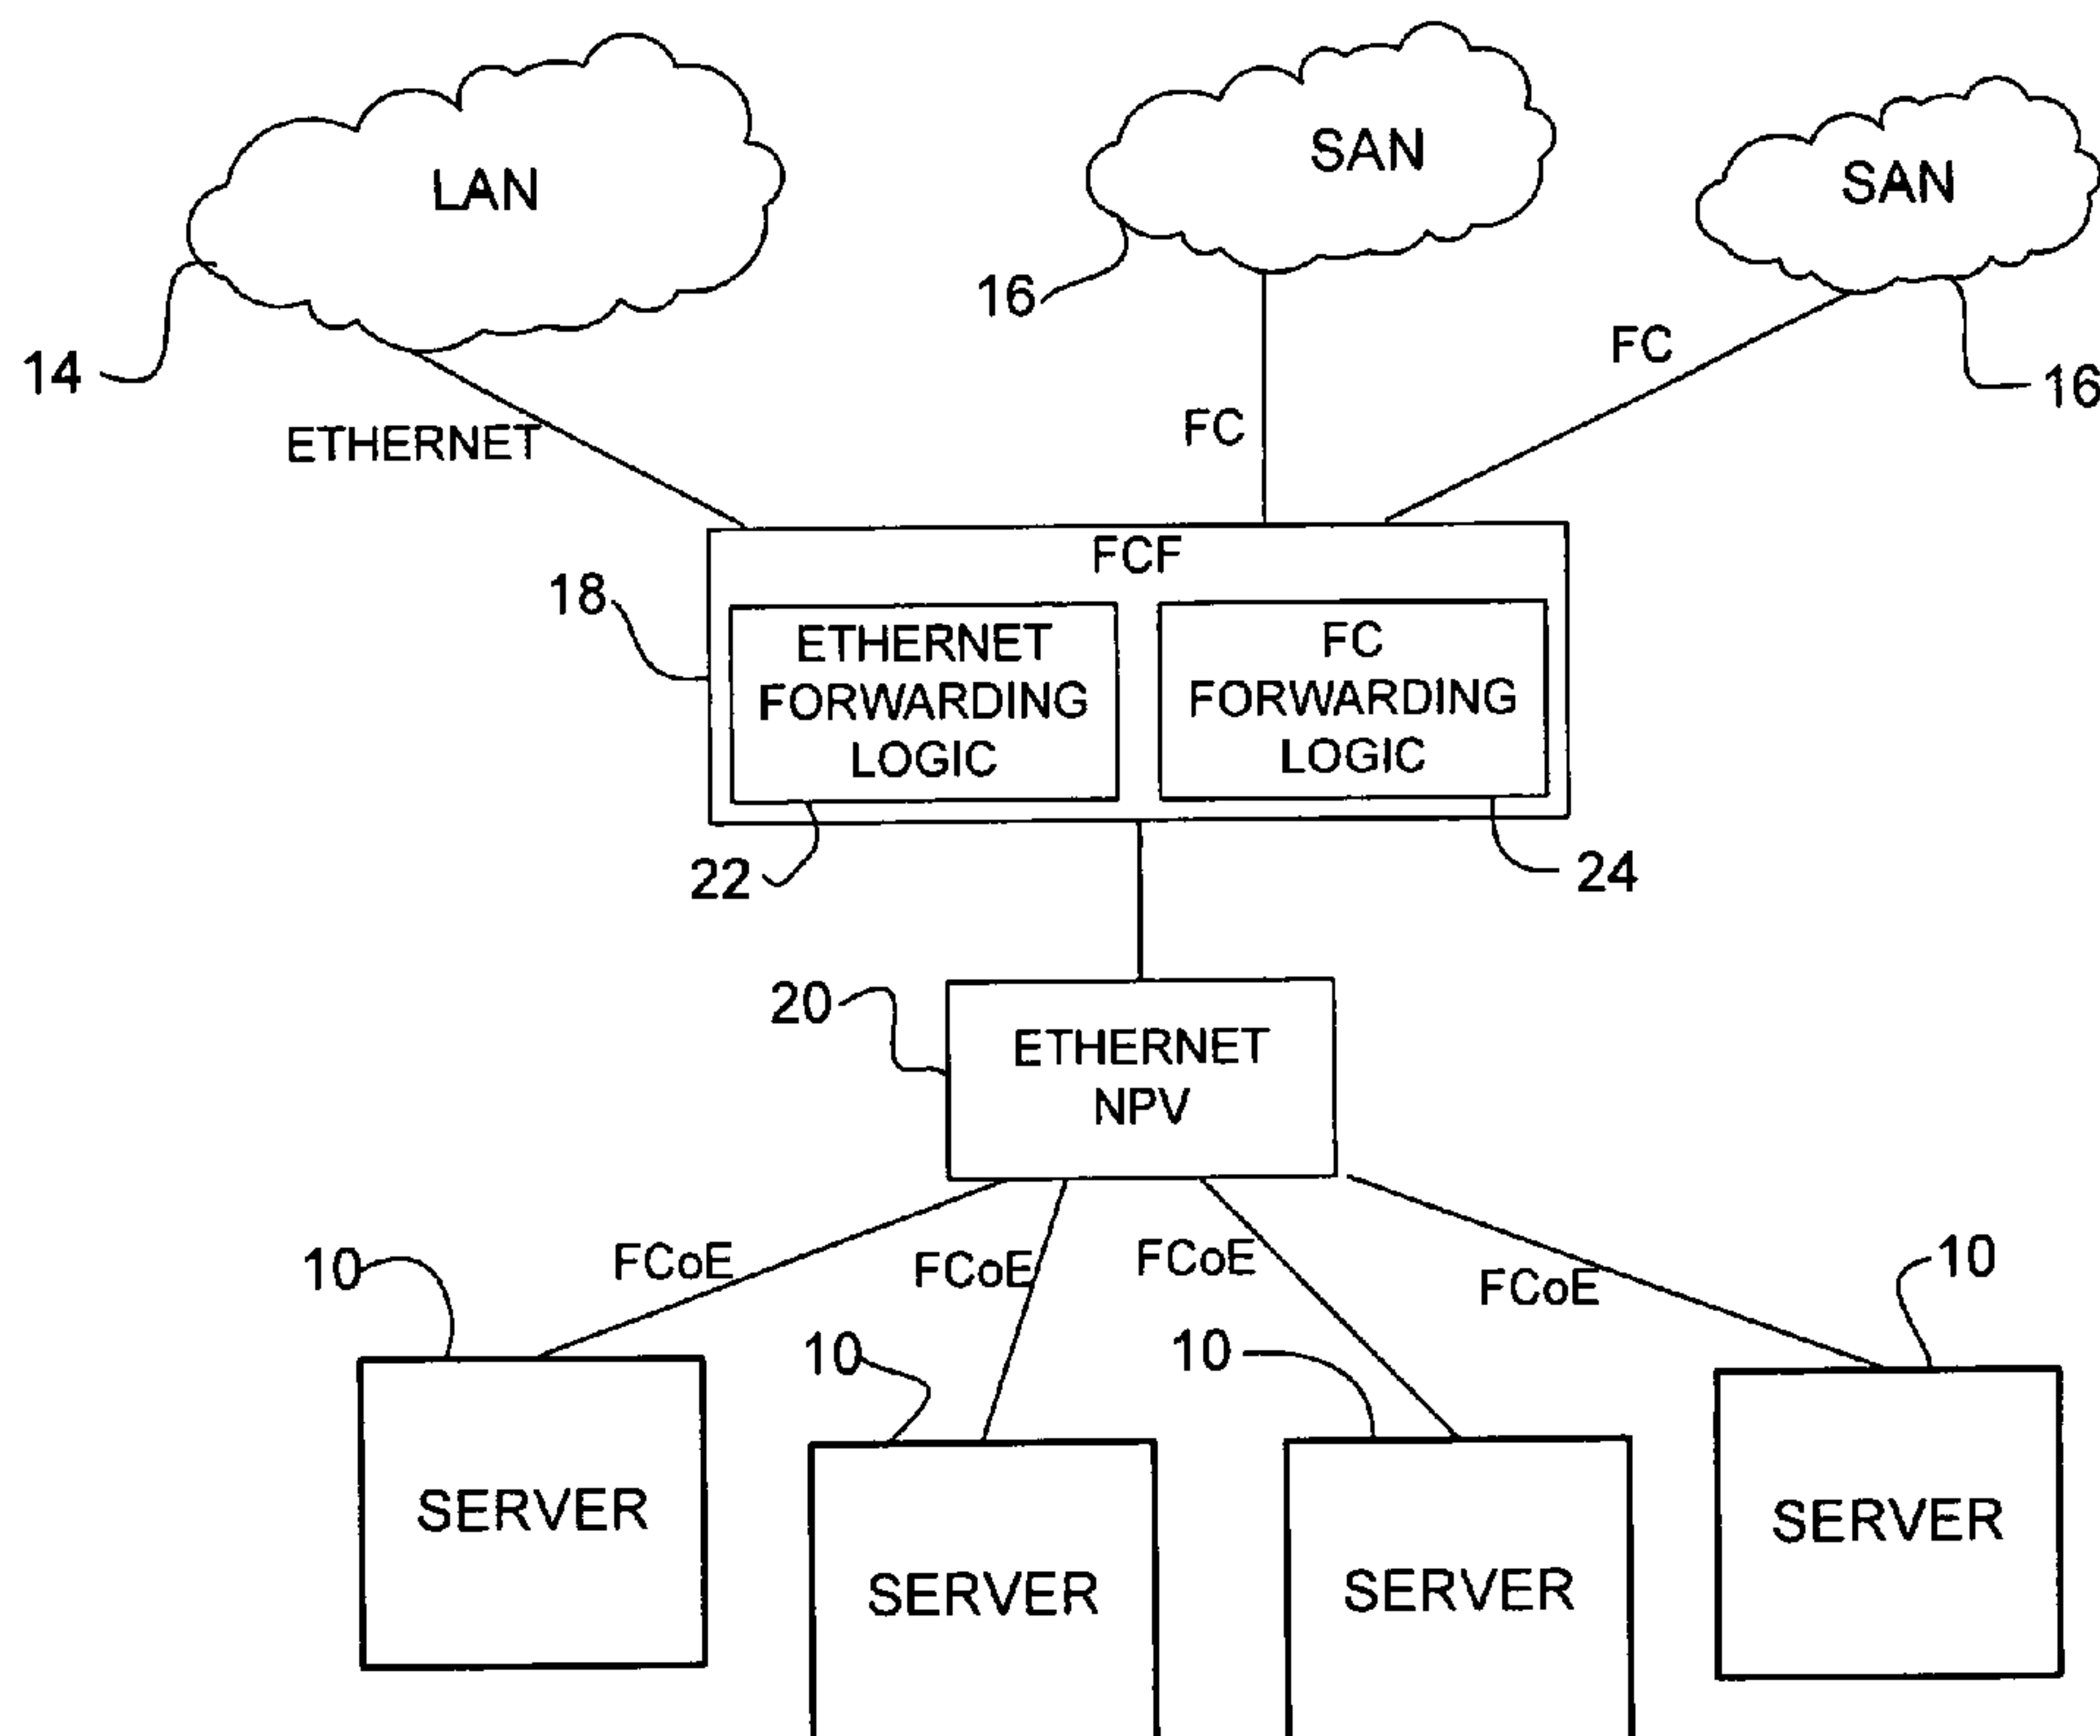 LAN
SAN
SAN
16
14
16
FC
FC
ETHERNET
FCF
18
ETHERNET
FORWARDING
LOGIC
FC
FORWARDING
LOGIC
22
24
20
ETHERNET
NPV
10
FCoE
FCoE
FCoE
FCoE
10
10
10
SERVER
SERVER
SERVER
SERVER